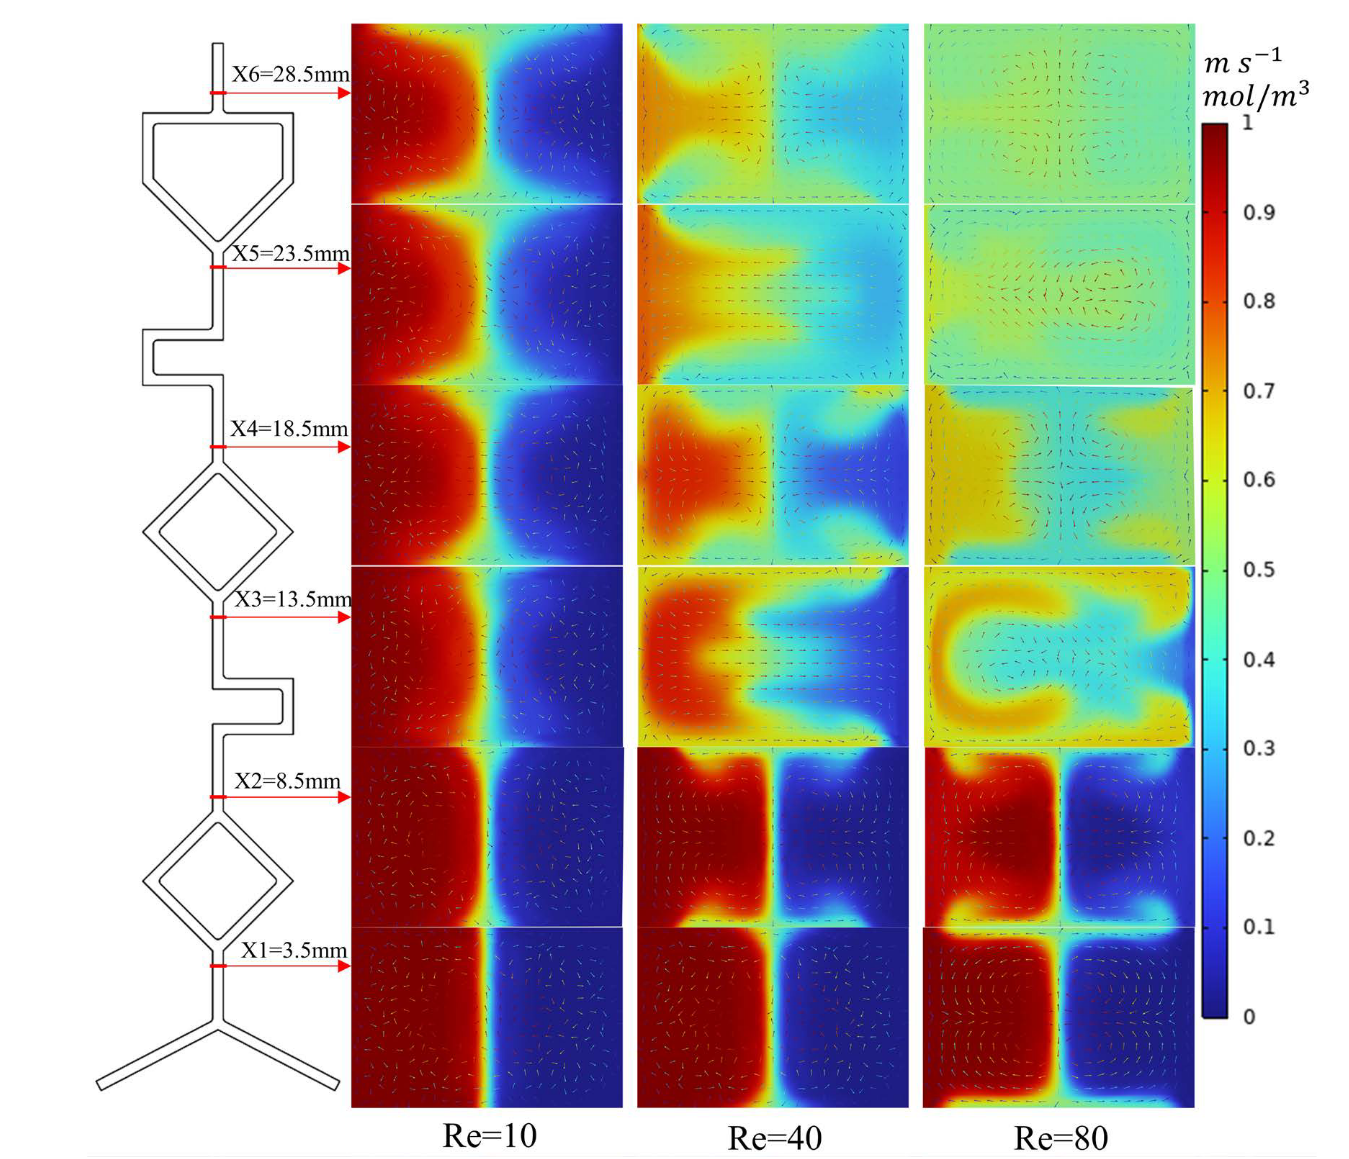 m s⁻¹
mol/m³
X6=28.5mm
X5=23.5mm
X4=18.5mm
X3=13.5mm
X2=8.5mm
X1=3.5mm
1
0.9
0.8
0.7
0.6
0.5
0.4
0.3
0.2
0.1
0
Re=10
Re=40
Re=80